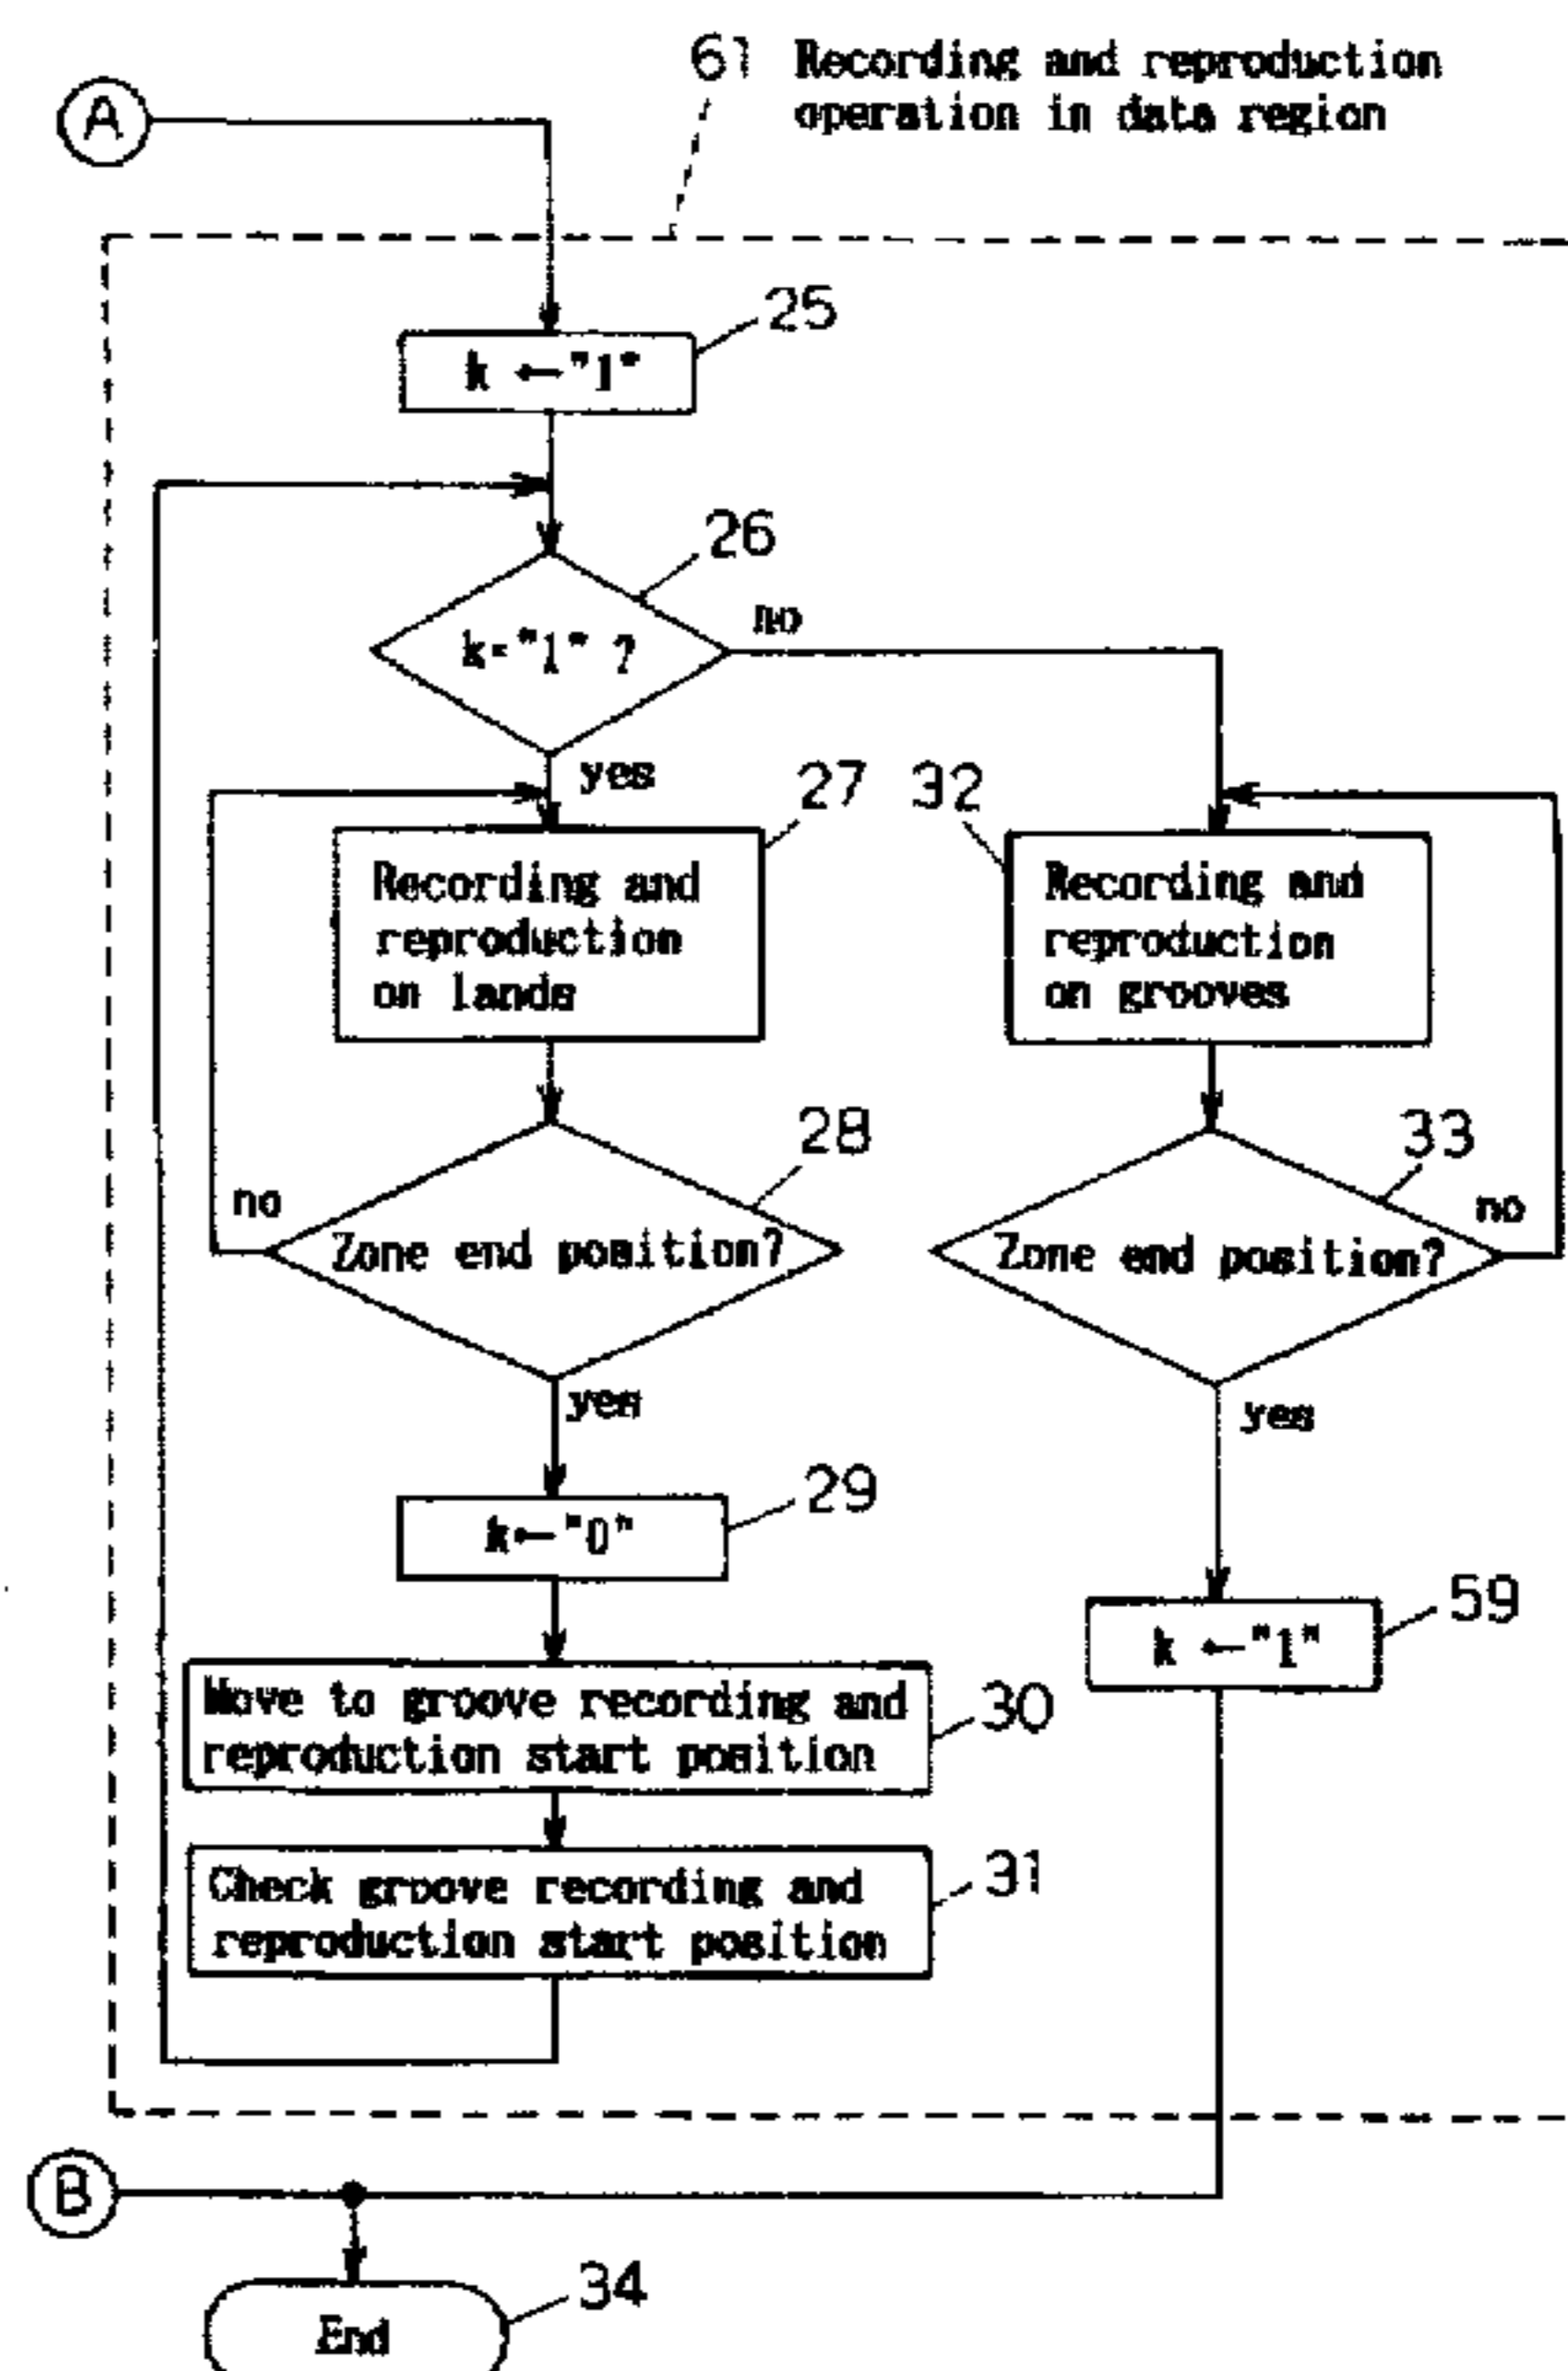 61 Recording and reproduction
operation in data region
A
25
k ←"1"
26
k="1" ?
no
yes
27
32
Recording and
reproduction
on lands
Recording and
reproduction
on grooves
28
33
no
Zone end position?
Zone end position?
no
yes
yes
29
k←"0"
59
k ←"1"
Move to groove recording and
reproduction start position
30
Check groove recording and
reproduction start position
31
B
34
End